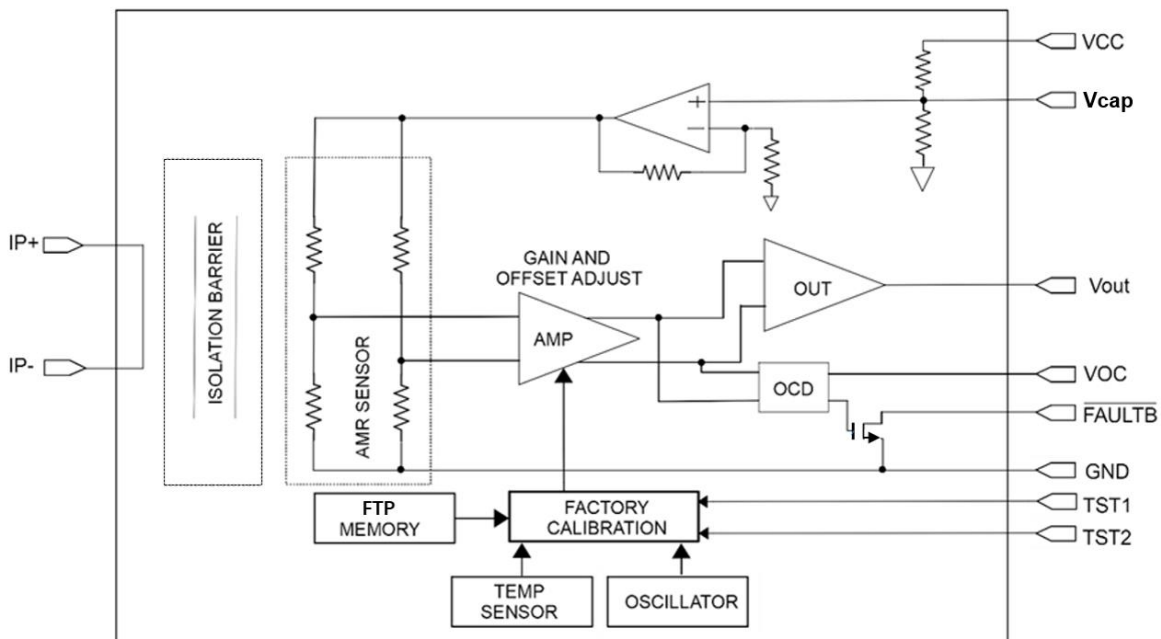 VCC
Vcap
+
−
IP+
IP-
ISOLATION BARRIER
AMR SENSOR
GAIN AND
OFFSET ADJUST
AMP
OUT
Vout
OCD
VOC
FAULTB
GND
TST1
TST2
FTP
MEMORY
FACTORY
CALIBRATION
TEMP
SENSOR
OSCILLATOR